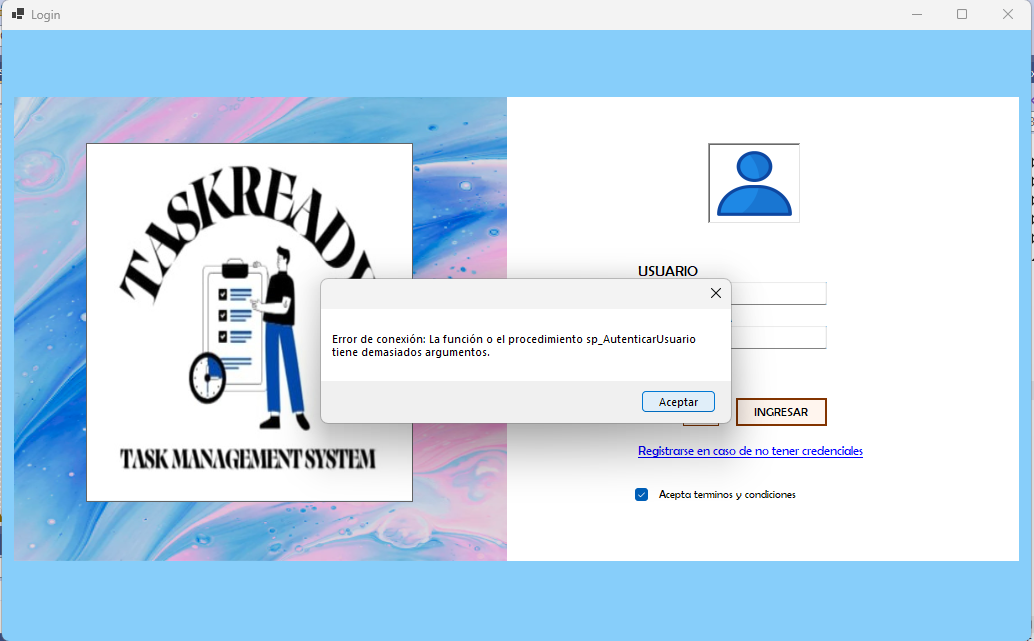 Login
TASKREADY
TASK MANAGEMENT SYSTEM
USUARIO
Error de conexión: La función o el procedimiento sp_AutenticarUsuario
tiene demasiados argumentos.
Aceptar
INGRESAR
Registrarse en caso de no tener credenciales
Acepta terminos y condiciones